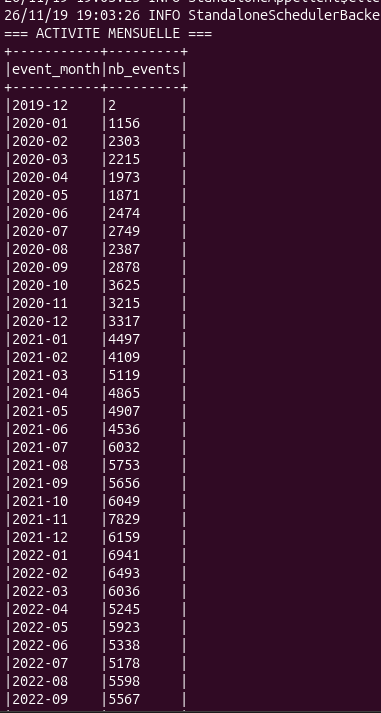 26/11/19 19:03:26 INFO StandaloneSchedulerBacke
=== ACTIVITE MENSUELLE ===
+-----------+---------+
|event_month|nb_events|
+-----------+---------+
|2019-12    |2        |
|2020-01    |1156     |
|2020-02    |2303     |
|2020-03    |2215     |
|2020-04    |1973     |
|2020-05    |1871     |
|2020-06    |2474     |
|2020-07    |2749     |
|2020-08    |2387     |
|2020-09    |2878     |
|2020-10    |3625     |
|2020-11    |3215     |
|2020-12    |3317     |
|2021-01    |4497     |
|2021-02    |4109     |
|2021-03    |5119     |
|2021-04    |4865     |
|2021-05    |4907     |
|2021-06    |4536     |
|2021-07    |6032     |
|2021-08    |5753     |
|2021-09    |5656     |
|2021-10    |6049     |
|2021-11    |7829     |
|2021-12    |6159     |
|2022-01    |6941     |
|2022-02    |6493     |
|2022-03    |6036     |
|2022-04    |5245     |
|2022-05    |5923     |
|2022-06    |5338     |
|2022-07    |5178     |
|2022-08    |5598     |
|2022-09    |5567     |